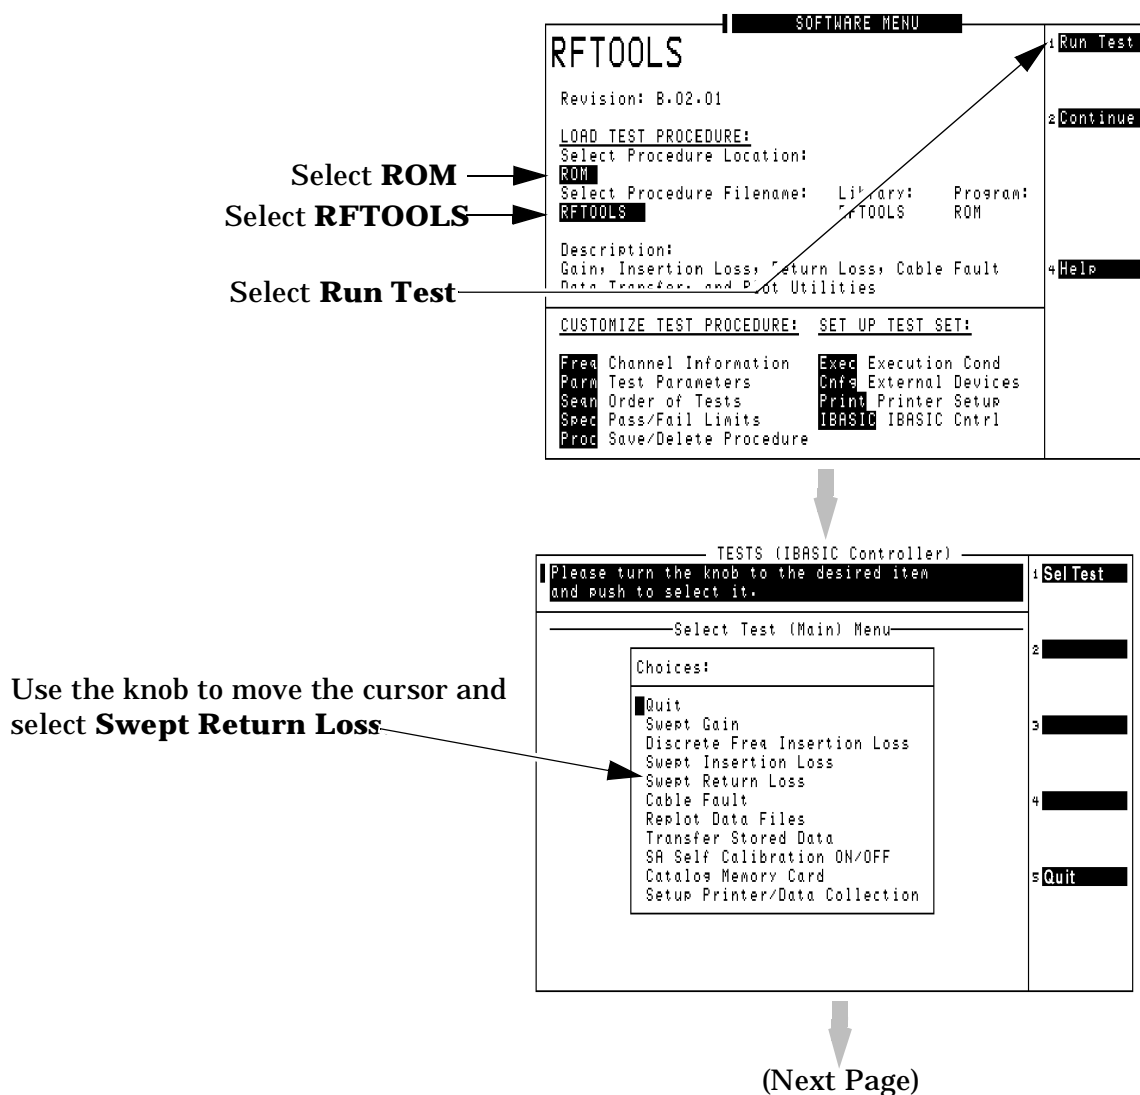 SOFTWARE MENU
RFTOOLS
Revision: B.02.01
LOAD TEST PROCEDURE:
Select Procedure Location:
ROM
Select Procedure Filename: Library: Program:
RFTOOLS RFTOOLS ROM
Description:
Gain, Insertion Loss, Return Loss, Cable Fault
Data Transfer, and Plot Utilities
CUSTOMIZE TEST PROCEDURE: SET UP TEST SET:
Freq Channel Information Exec Execution Cond
Parm Test Parameters Cnfg External Devices
Seqn Order of Tests Print Printer Setup
Spec Pass/Fail Limits IBASIC IBASIC Cntrl
Proc Save/Delete Procedure
1 Run Test
2 Continue
4 Help
Select ROM
Select RFTOOLS
Select Run Test
TESTS (IBASIC Controller)
Please turn the knob to the desired item
and push to select it.
Select Test (Main) Menu
Choices:
Quit
Swept Gain
Discrete Freq Insertion Loss
Swept Insertion Loss
Swept Return Loss
Cable Fault
Replot Data Files
Transfer Stored Data
SA Self Calibration ON/OFF
Catalog Memory Card
Setup Printer/Data Collection
1 Sel Test
2
3
4
5 Quit
Use the knob to move the cursor and
select Swept Return Loss
(Next Page)